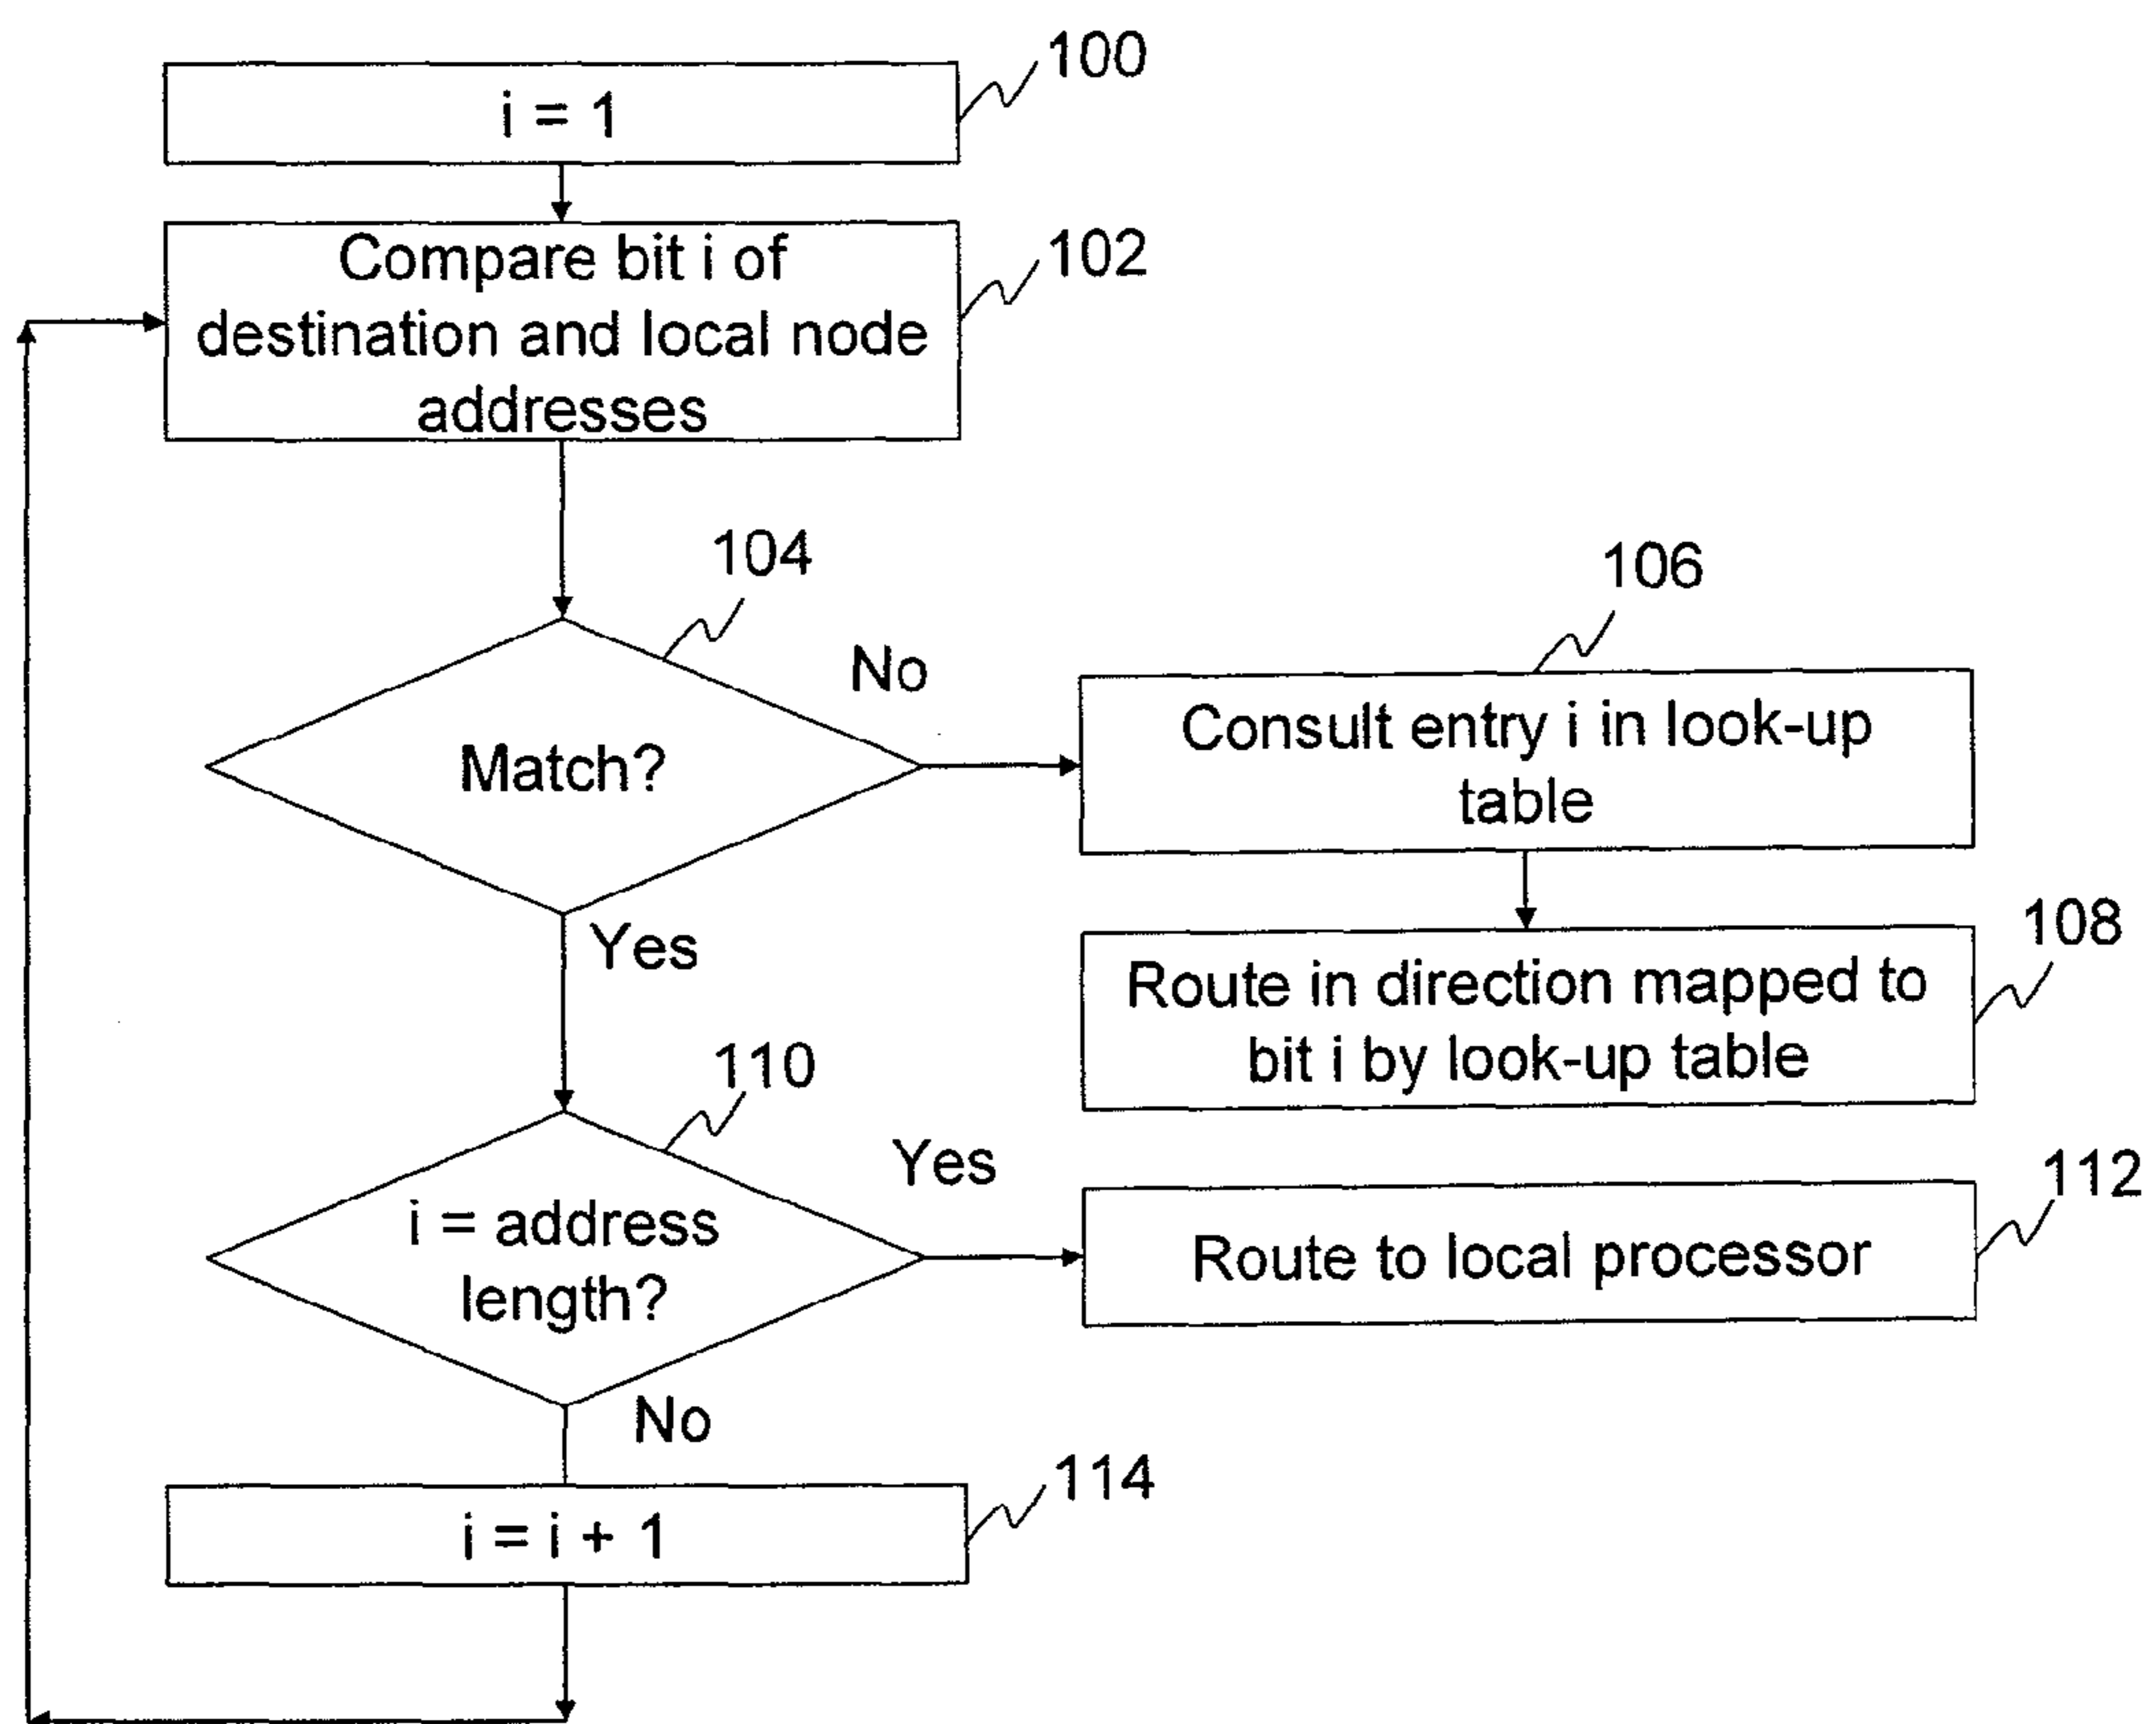 100
i = 1
102
Compare bit i of
destination and local node
addresses
104
Match?
No
Yes
106
Consult entry i in look-up
table
108
Route in direction mapped to
bit i by look-up table
110
i = address
length?
Yes
No
112
Route to local processor
114
i = i + 1